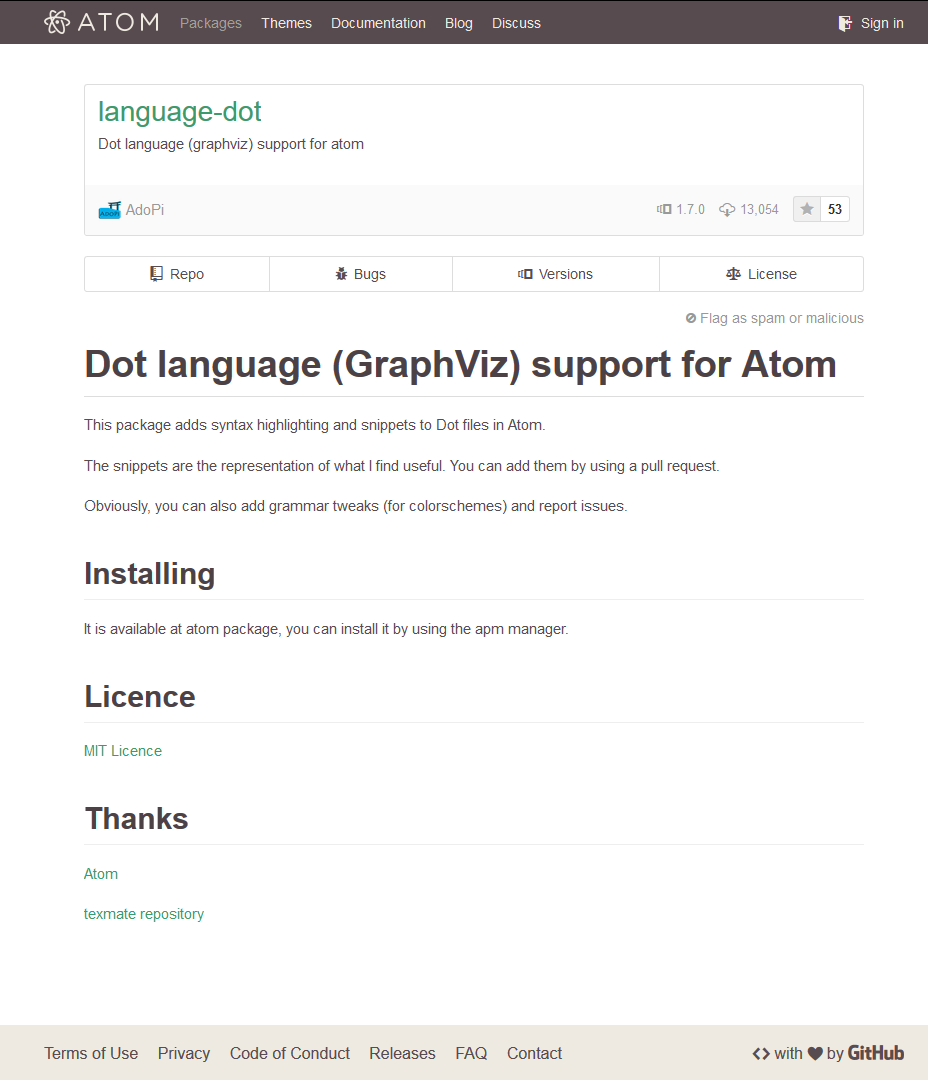 ATOM Packages Themes Documentation Blog Discuss Sign in
language-dot
Dot language (graphviz) support for atom
ADOPI AdoPi 1.7.0 13,054 53
Repo Bugs Versions License
Flag as spam or malicious
Dot language (GraphViz) support for Atom
This package adds syntax highlighting and snippets to Dot files in Atom.
The snippets are the representation of what I find useful. You can add them by using a pull request.
Obviously, you can also add grammar tweaks (for colorschemes) and report issues.
Installing
It is available at atom package, you can install it by using the apm manager.
Licence
MIT Licence
Thanks
Atom
texmate repository
Terms of Use Privacy Code of Conduct Releases FAQ Contact with by GitHub